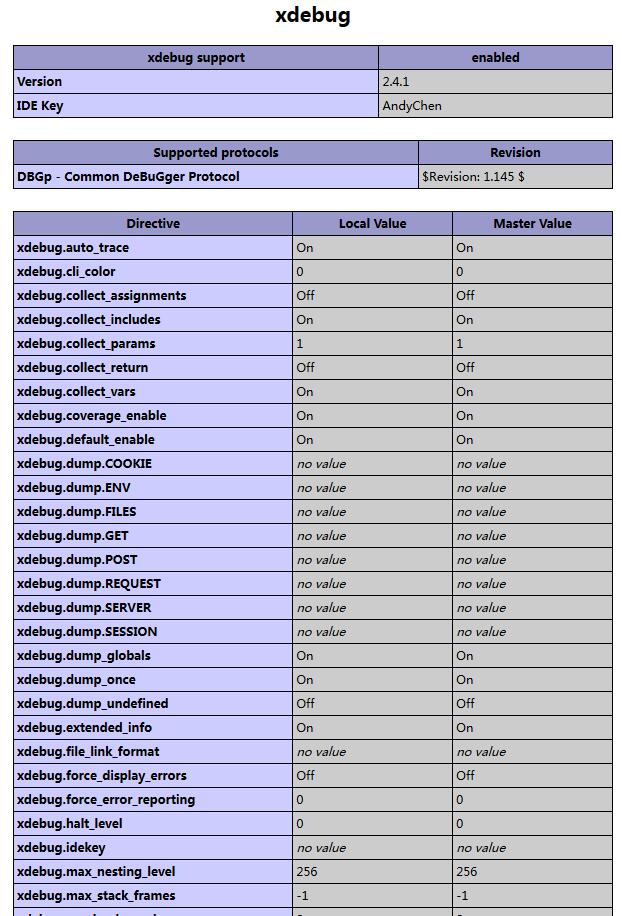 xdebug
xdebug support enabled
Version 2.4.1
IDE Key AndyChen
Supported protocols Revision
DBGp - Common DeBuGger Protocol $Revision: 1.145 $
Directive Local Value Master Value
xdebug.auto_trace On On
xdebug.cli_color 0 0
xdebug.collect_assignments Off Off
xdebug.collect_includes On On
xdebug.collect_params 1 1
xdebug.collect_return Off Off
xdebug.collect_vars On On
xdebug.coverage_enable On On
xdebug.default_enable On On
xdebug.dump.COOKIE no value no value
xdebug.dump.ENV no value no value
xdebug.dump.FILES no value no value
xdebug.dump.GET no value no value
xdebug.dump.POST no value no value
xdebug.dump.REQUEST no value no value
xdebug.dump.SERVER no value no value
xdebug.dump.SESSION no value no value
xdebug.dump_globals On On
xdebug.dump_once On On
xdebug.dump_undefined Off Off
xdebug.extended_info On On
xdebug.file_link_format no value no value
xdebug.force_display_errors Off Off
xdebug.force_error_reporting 0 0
xdebug.halt_level 0 0
xdebug.idekey no value no value
xdebug.max_nesting_level 256 256
xdebug.max_stack_frames -1 -1